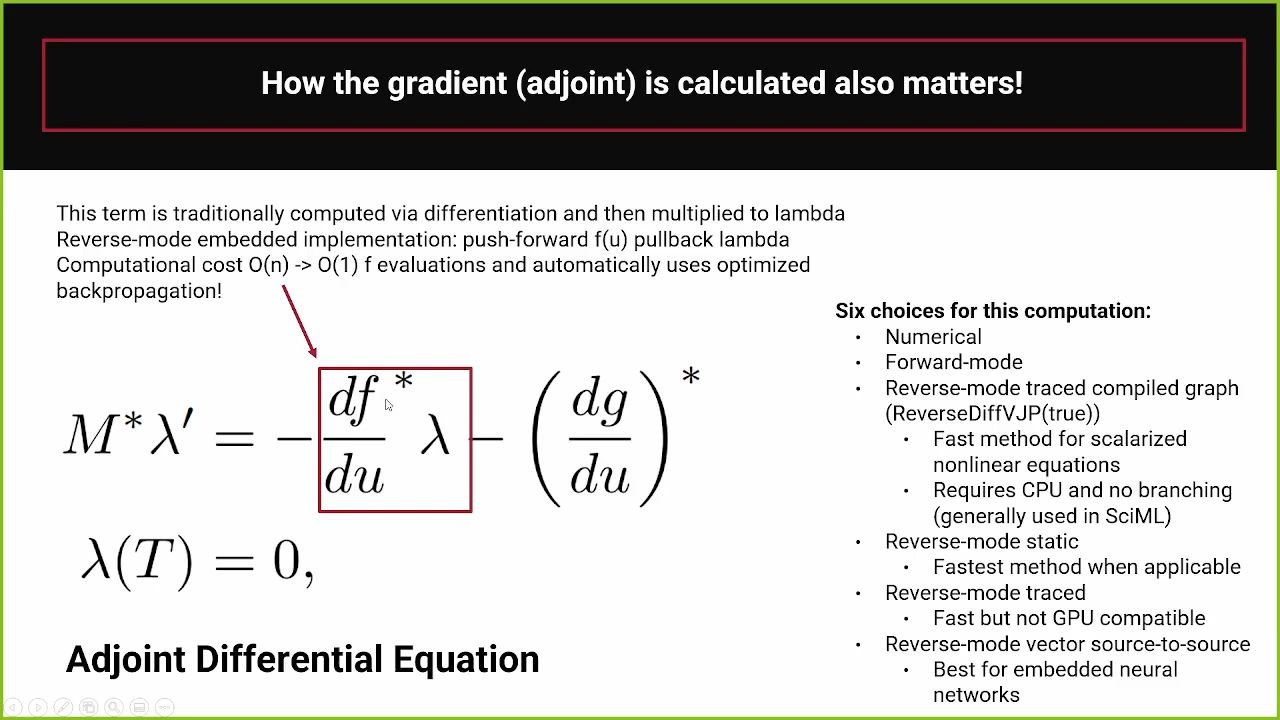 How the gradient (adjoint) is calculated also matters!
This term is traditionally computed via differentiation and then multiplied to lambda
Reverse-mode embedded implementation: push-forward f(u) pullback lambda
Computational cost O(n) -> O(1) f evaluations and automatically uses optimized
backpropagation!
M*λ′ = −df/du* λ − (dg/du)*
λ(T) = 0,
Adjoint Differential Equation
Six choices for this computation:
· Numerical
· Forward-mode
· Reverse-mode traced compiled graph
(ReverseDiffVJP(true))
· Fast method for scalarized
nonlinear equations
· Requires CPU and no branching
(generally used in SciML)
· Reverse-mode static
· Fastest method when applicable
· Reverse-mode traced
· Fast but not GPU compatible
· Reverse-mode vector source-to-source
· Best for embedded neural
networks